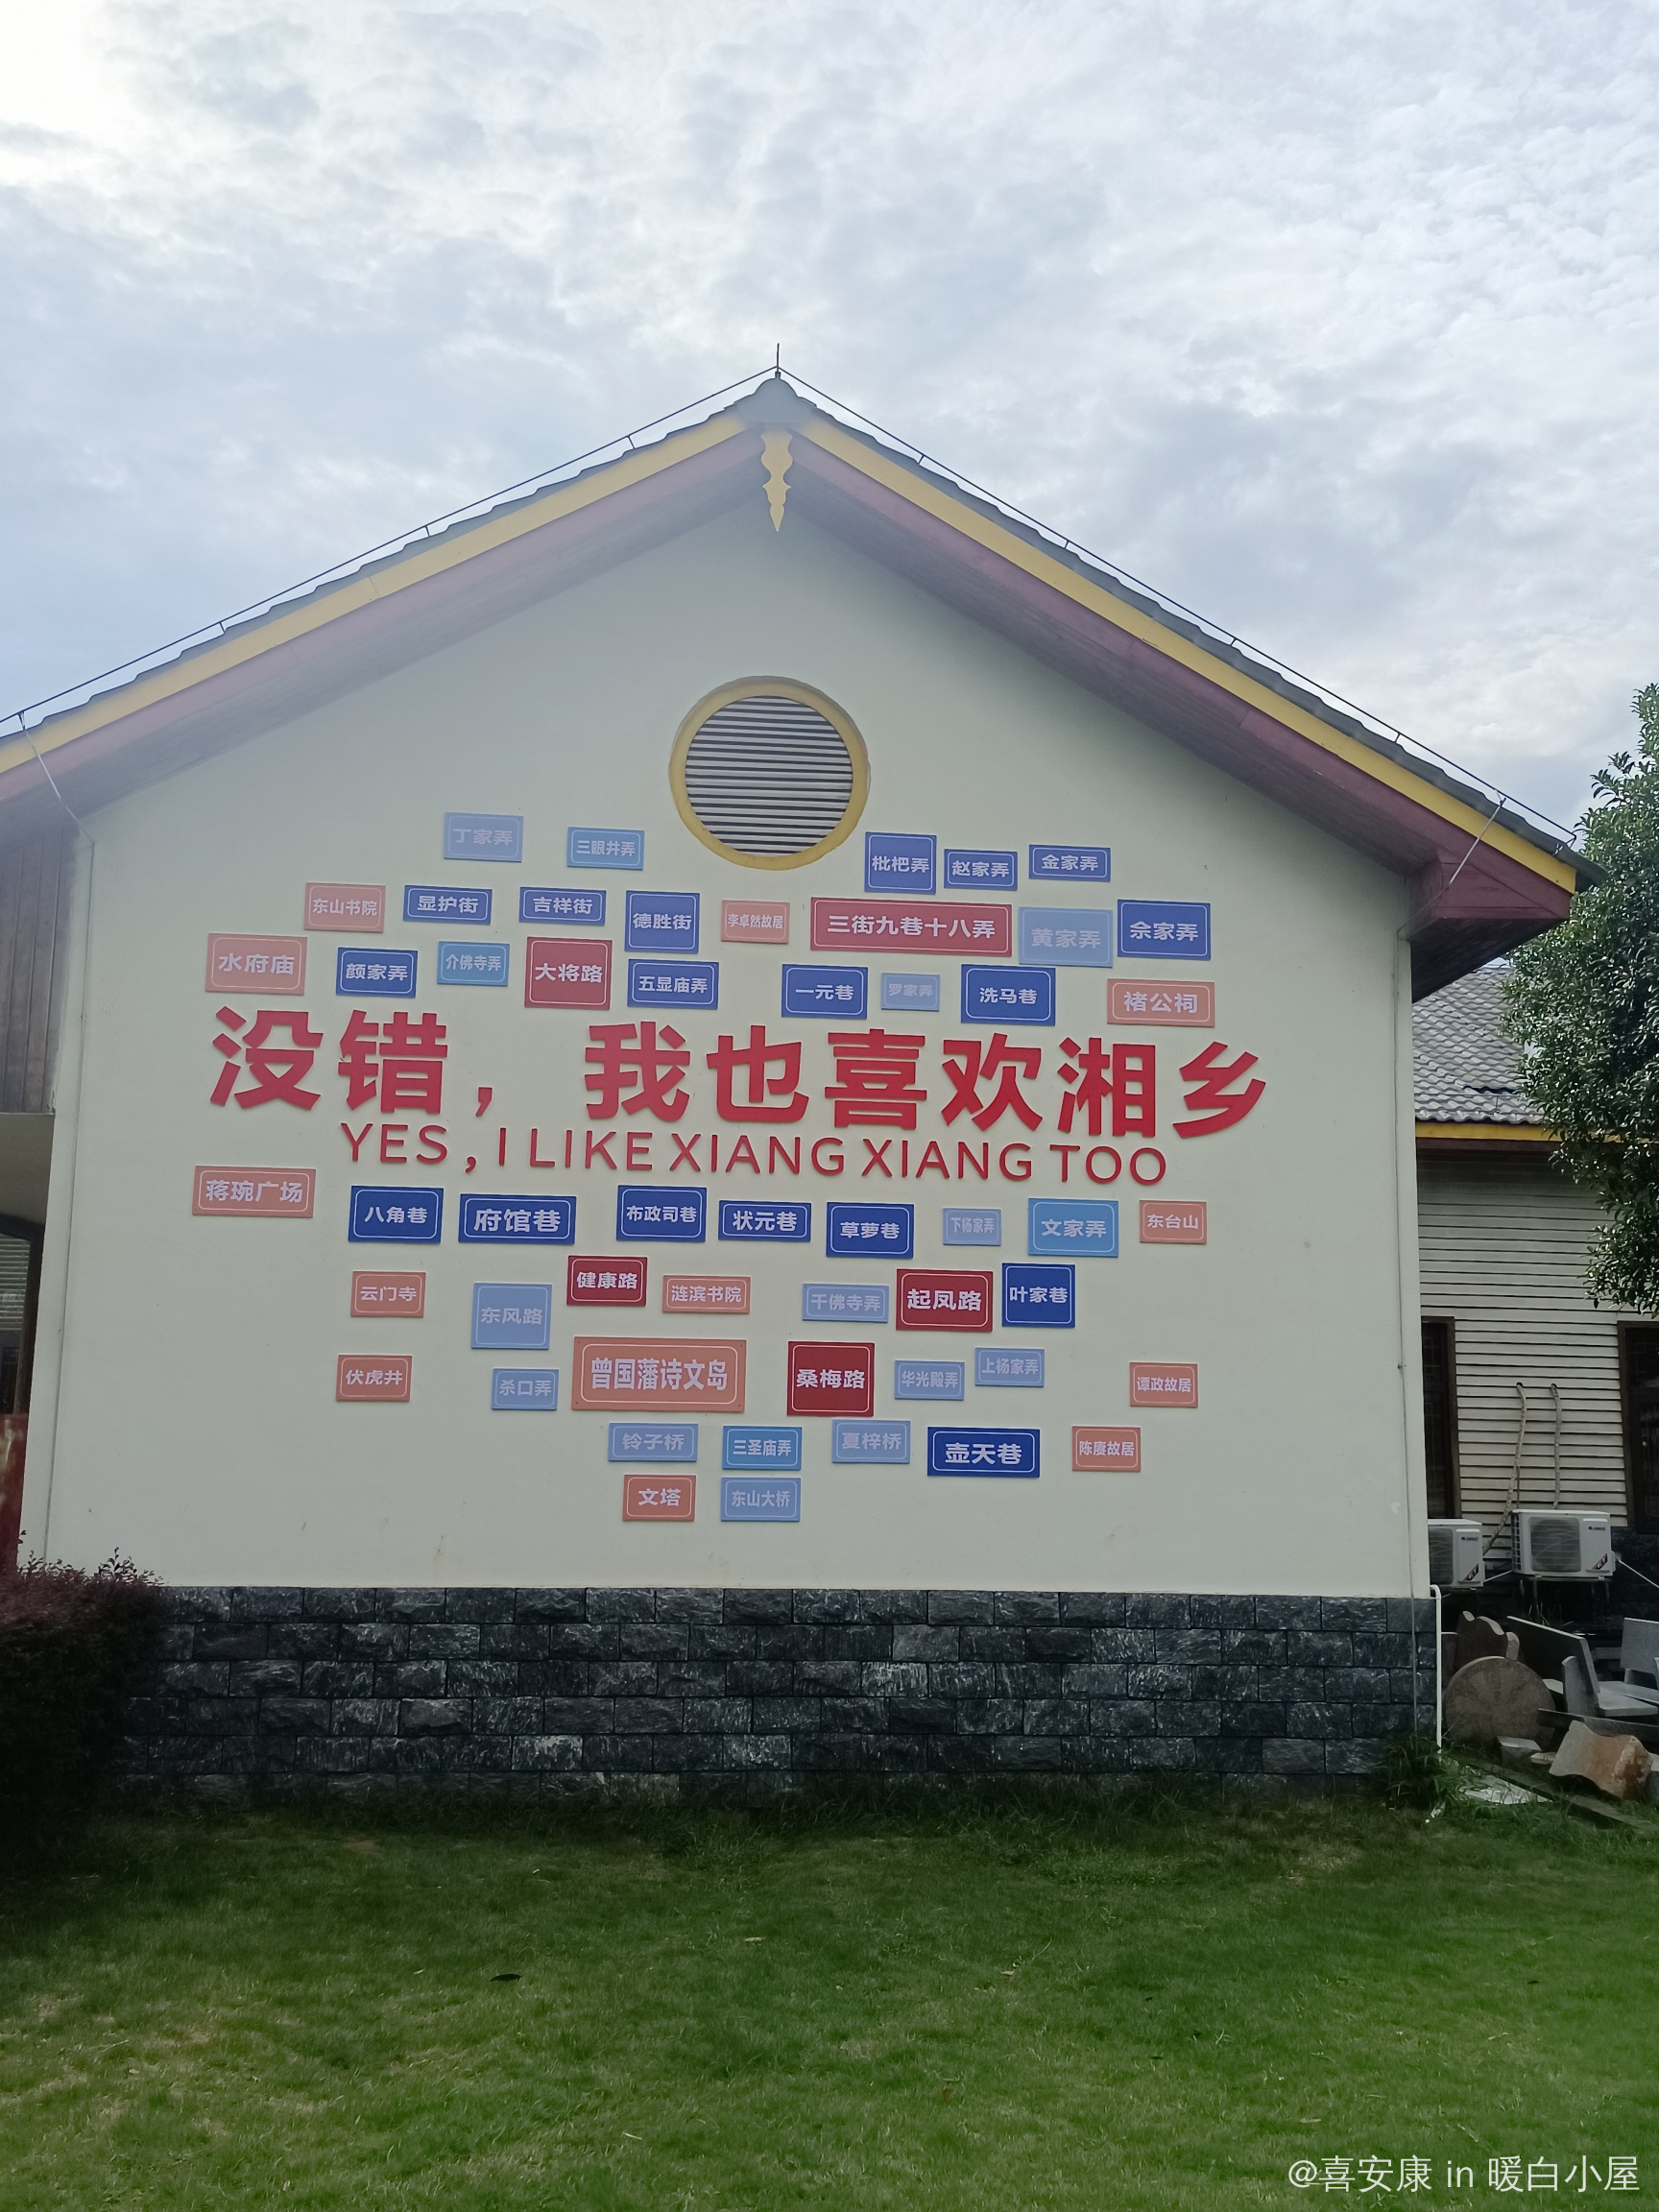 丁家弄
三眼井弄
枇杷弄
赵家弄
金家弄
东山书院
显护街
吉祥街
德胜街
李卓然故居
三街九巷十八弄
黄家弄
佘家弄
水府庙
颜家弄
介佛寺弄
大将路
五显庙弄
一元巷
罗家弄
洗马巷
褚公祠
没错，我也喜欢湘乡
YES , I LIKE XIANG XIANG TOO
蒋琬广场
八角巷
府馆巷
布政司巷
状元巷
草萝巷
下杨家弄
文家弄
东台山
云门寺
东风路
健康路
涟滨书院
千佛寺弄
起凤路
叶家巷
伏虎井
杀口弄
曾国藩诗文岛
桑梅路
华光殿弄
上杨家弄
谭政故居
铃子桥
三圣庙弄
夏梓桥
壶天巷
陈赓故居
文塔
东山大桥
@喜安康 in 暖白小屋